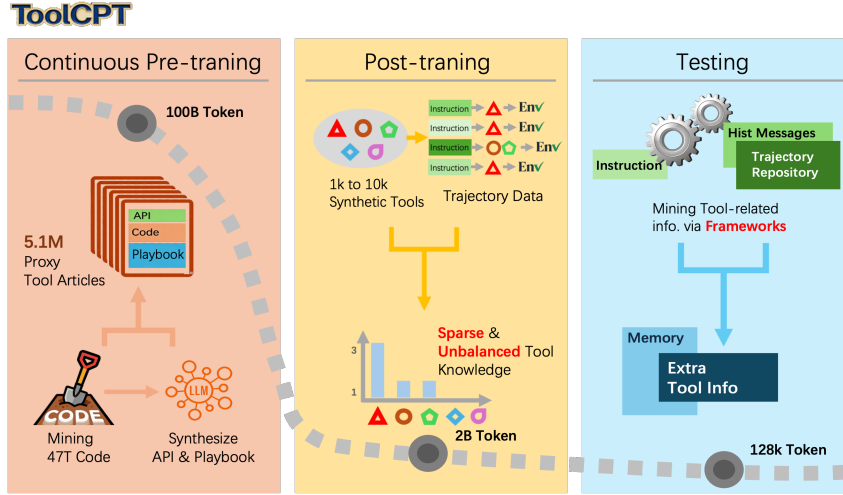 ToolCPT
Continuous Pre-traning
100B Token
5.1M
Proxy
Tool Articles
API
Code
Playbook
CODE
LLM
Mining
47T Code
Synthesize
API & Playbook
Post-traning
Instruction
Env
Instruction
Env
Instruction
Env
Instruction
Env
1k to 10k
Synthetic Tools
Trajectory Data
3
1
Sparse &
Unbalanced Tool
Knowledge
2B Token
Testing
Instruction
Hist Messages
Trajectory
Repository
Mining Tool-related
info. via Frameworks
Memory
Extra
Tool Info
128k Token